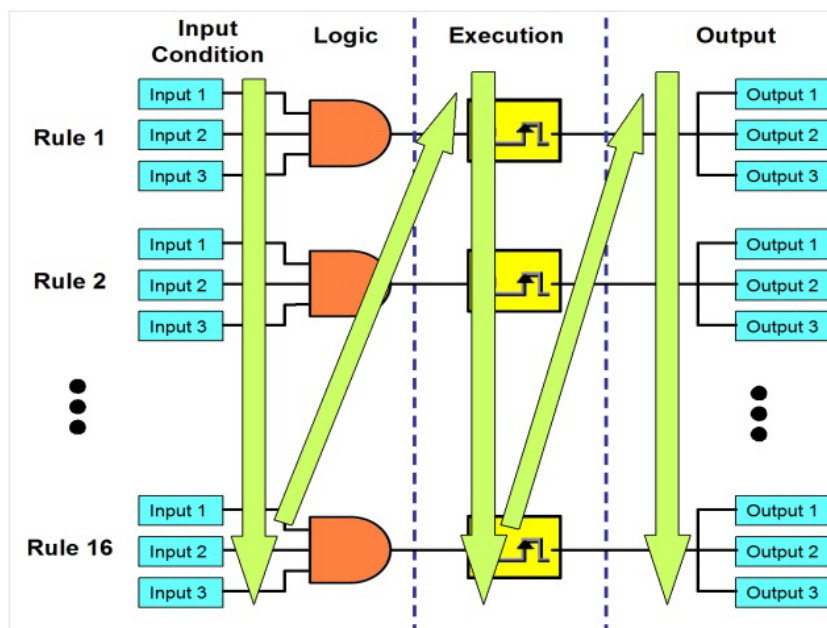 Input
Condition
Logic
Execution
Output
Rule 1
Input 1
Input 2
Input 3
Output 1
Output 2
Output 3
Rule 2
Input 1
Input 2
Input 3
Output 1
Output 2
Output 3
Rule 16
Input 1
Input 2
Input 3
Output 1
Output 2
Output 3